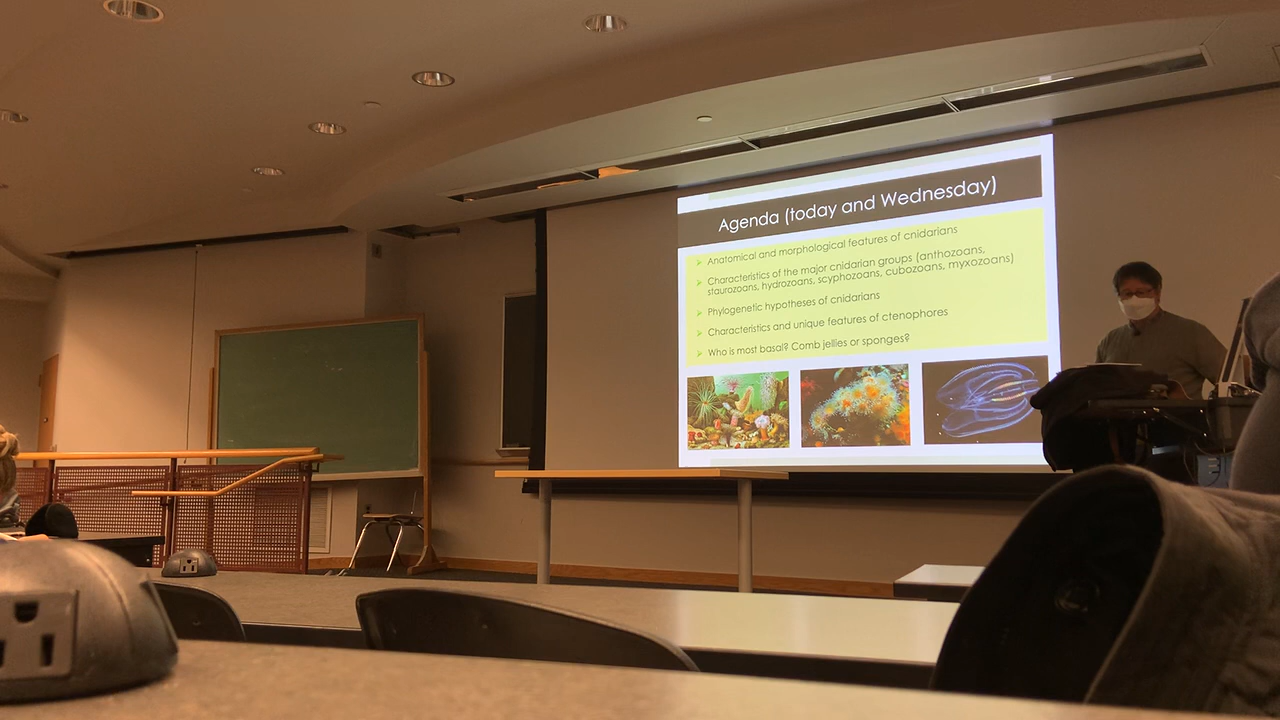 Agenda (today and Wednesday)
Anatomical and morphological features of cnidarians
Characteristics of the major cnidarian groups (anthozoans,
staurozoans, hydrozoans, scyphozoans, cubozoans, myxozoans)
Phylogenetic hypotheses of cnidarians
Characteristics and unique features of ctenophores
Who is most basal? Comb jellies or sponges?